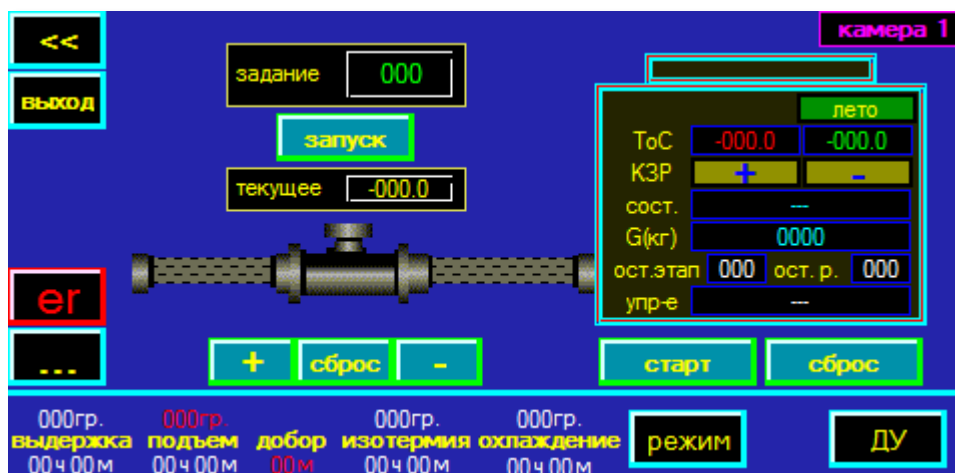 <<
камера 1
задание 000
выход
лето
запуск
ToC -000.0 -000.0
КЗР + -
текущее -000.0
сост. ---
G(кг) 0000
ост.этап 000 ост. р. 000
er
упр-е ---
...
+ сброс -
старт сброс
000гр. 000гр. 000гр. 000гр.
выдержка подъем добор изотермия охлаждение
00ч00м 00ч00м 00м 00ч00м 00ч00м
режим ДУ